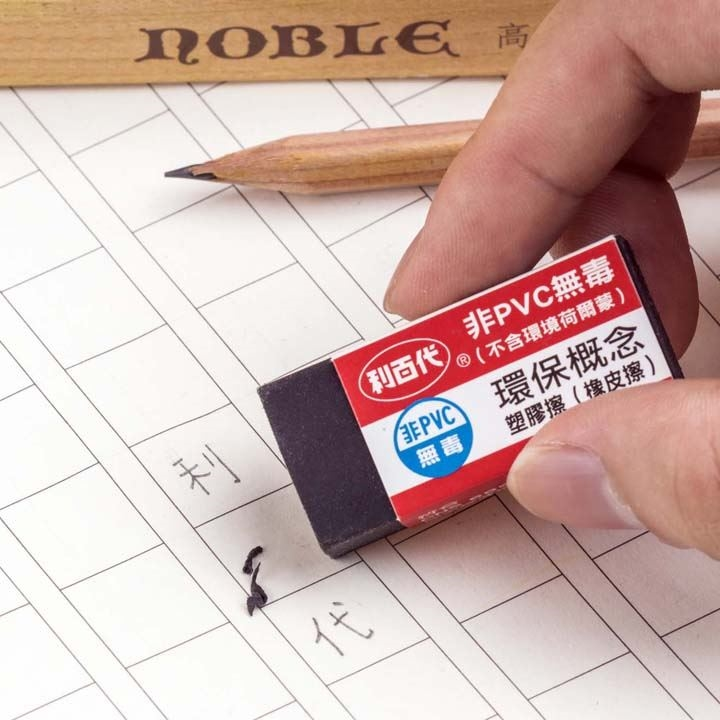 NOBLE 高
非PVC無毒
利百代®(不含環境荷爾蒙)
環保概念
塑膠擦(橡皮擦)
非PVC
無毒
利
代